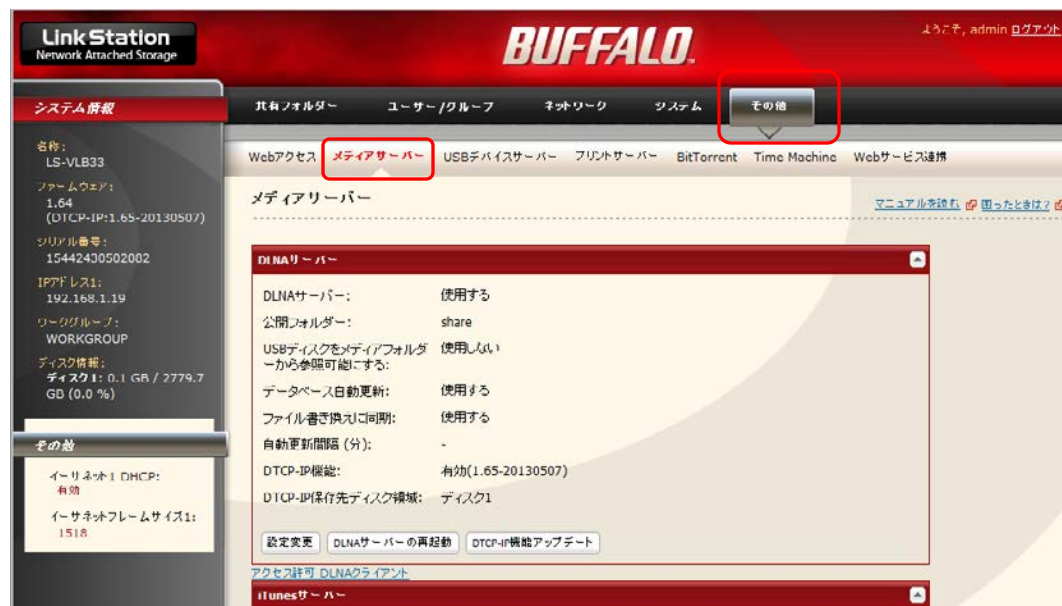 LinkStation
Network Attached Storage
BUFFALO
ようこそ, admin ログアウト
システム情報
共有フォルダー ユーザー/グループ ネットワーク システム その他
名称:
LS-VLB33
ファームウェア:
1.64
(DTCP-IP:1.65-20130507)
シリアル番号:
15442430502002
IPアドレス1:
192.168.1.19
ワークグループ:
WORKGROUP
ディスク情報:
ディスク1: 0.1 GB / 2779.7
GB (0.0 %)
その他
イーサネット1 DHCP:
有効
イーサネットフレームサイズ1:
1518
Webアクセス メディアサーバー USBデバイスサーバー プリントサーバー BitTorrent Time Machine Webサービス連携
メディアサーバー
マニュアルを読む 困ったときは?
DLNAサーバー
DLNAサーバー: 使用する
公開フォルダー: share
USBディスクをメディアフォルダ 使用しない
ーから参照可能にする:
データベース自動更新: 使用する
ファイル書き換えに同期: 使用する
自動更新間隔 (分): -
DTCP-IP機能: 有効(1.65-20130507)
DTCP-IP保存先ディスク領域: ディスク1
設定変更 DLNAサーバーの再起動 DTCP-IP機能アップデート
アクセス許可 DLNAクライアント
iTunesサーバー